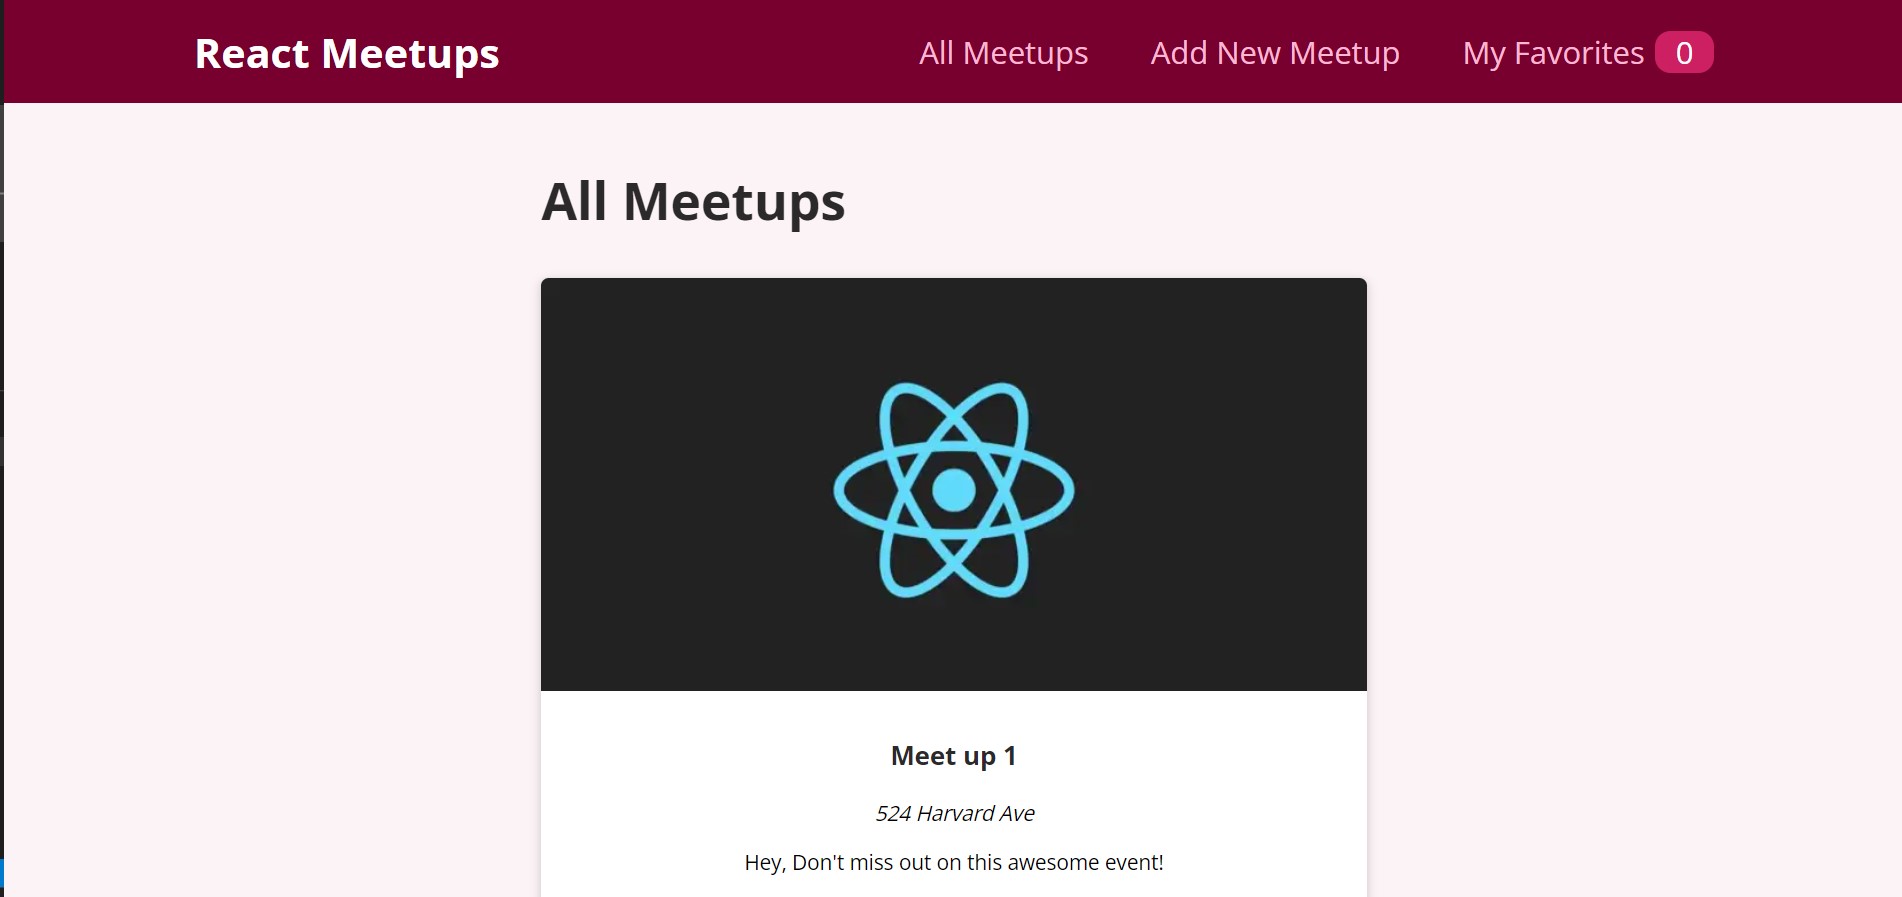 React Meetups
All Meetups
Add New Meetup
My Favorites 0
All Meetups
Meet up 1
524 Harvard Ave
Hey, Don't miss out on this awesome event!